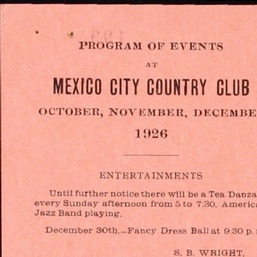 PROGRAM OF EVENTS
AT
MEXICO CITY COUNTRY CLUB
OCTOBER, NOVEMBER, DECEMBE
1926
ENTERTAINMENTS
Until further notice there will be a Tea Danza
every Sunday afternoon from 5 to 7:30, Americ
Jazz Band playing.
December 30th.—Fancy Dress Ball at 9:30 p.
S. B. WRIGHT,